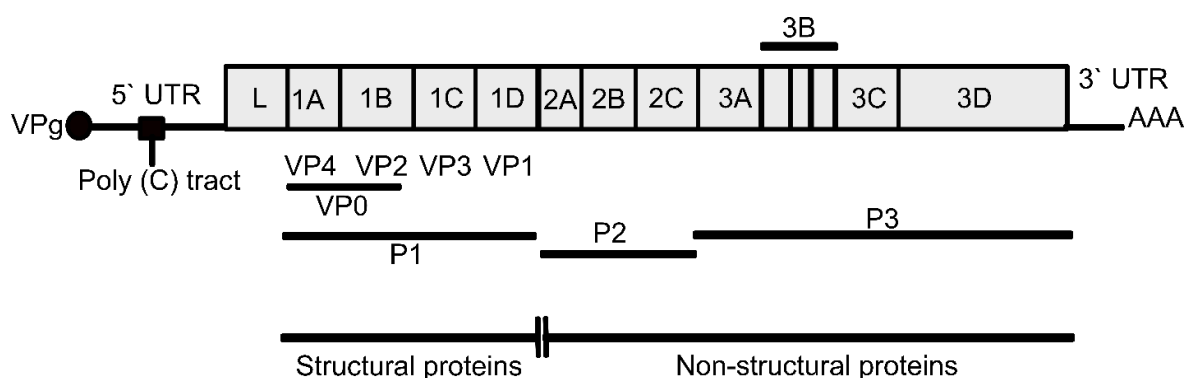 3B
5` UTR
L 1A 1B 1C 1D 2A 2B 2C 3A 3C 3D
3` UTR
VPg
AAA
Poly (C) tract
VP4 VP2 VP3 VP1
VP0
P1
P2
P3
Structural proteins
Non-structural proteins